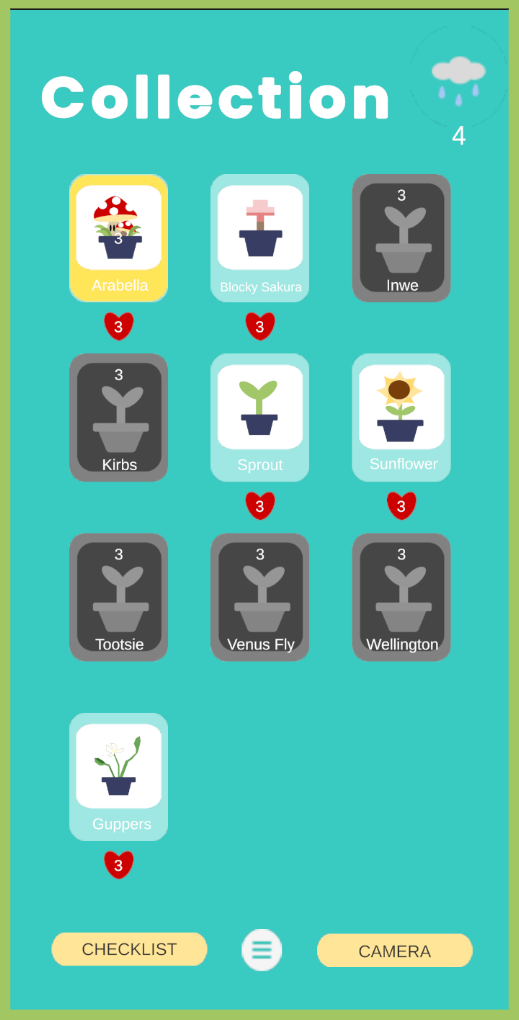 Collection
4
3
Arabella
Blocky Sakura
3
Inwe
3
3
3
Kirbs
Sprout
Sunflower
3
3
3
Tootsie
3
Venus Fly
3
Wellington
Guppers
3
CHECKLIST
CAMERA